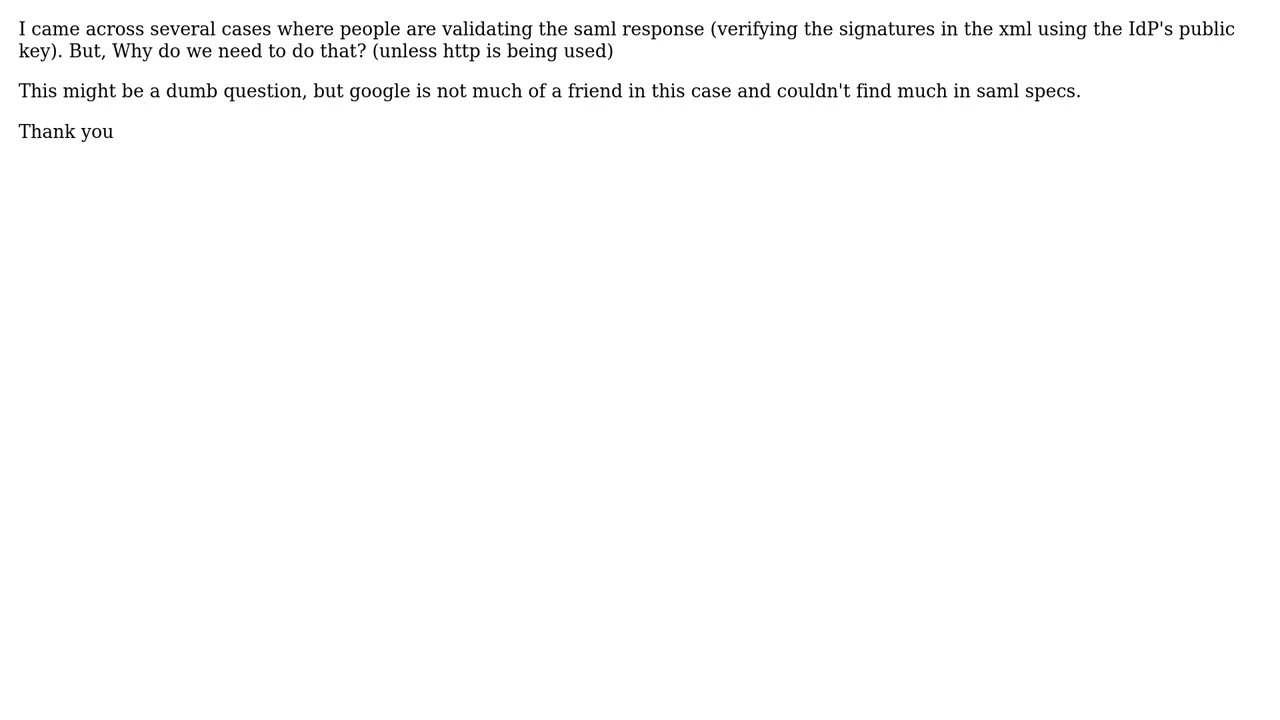 I came across several cases where people are validating the saml response (verifying the signatures in the xml using the IdP's public
key). But, Why do we need to do that? (unless http is being used)
This might be a dumb question, but google is not much of a friend in this case and couldn't find much in saml specs.
Thank you